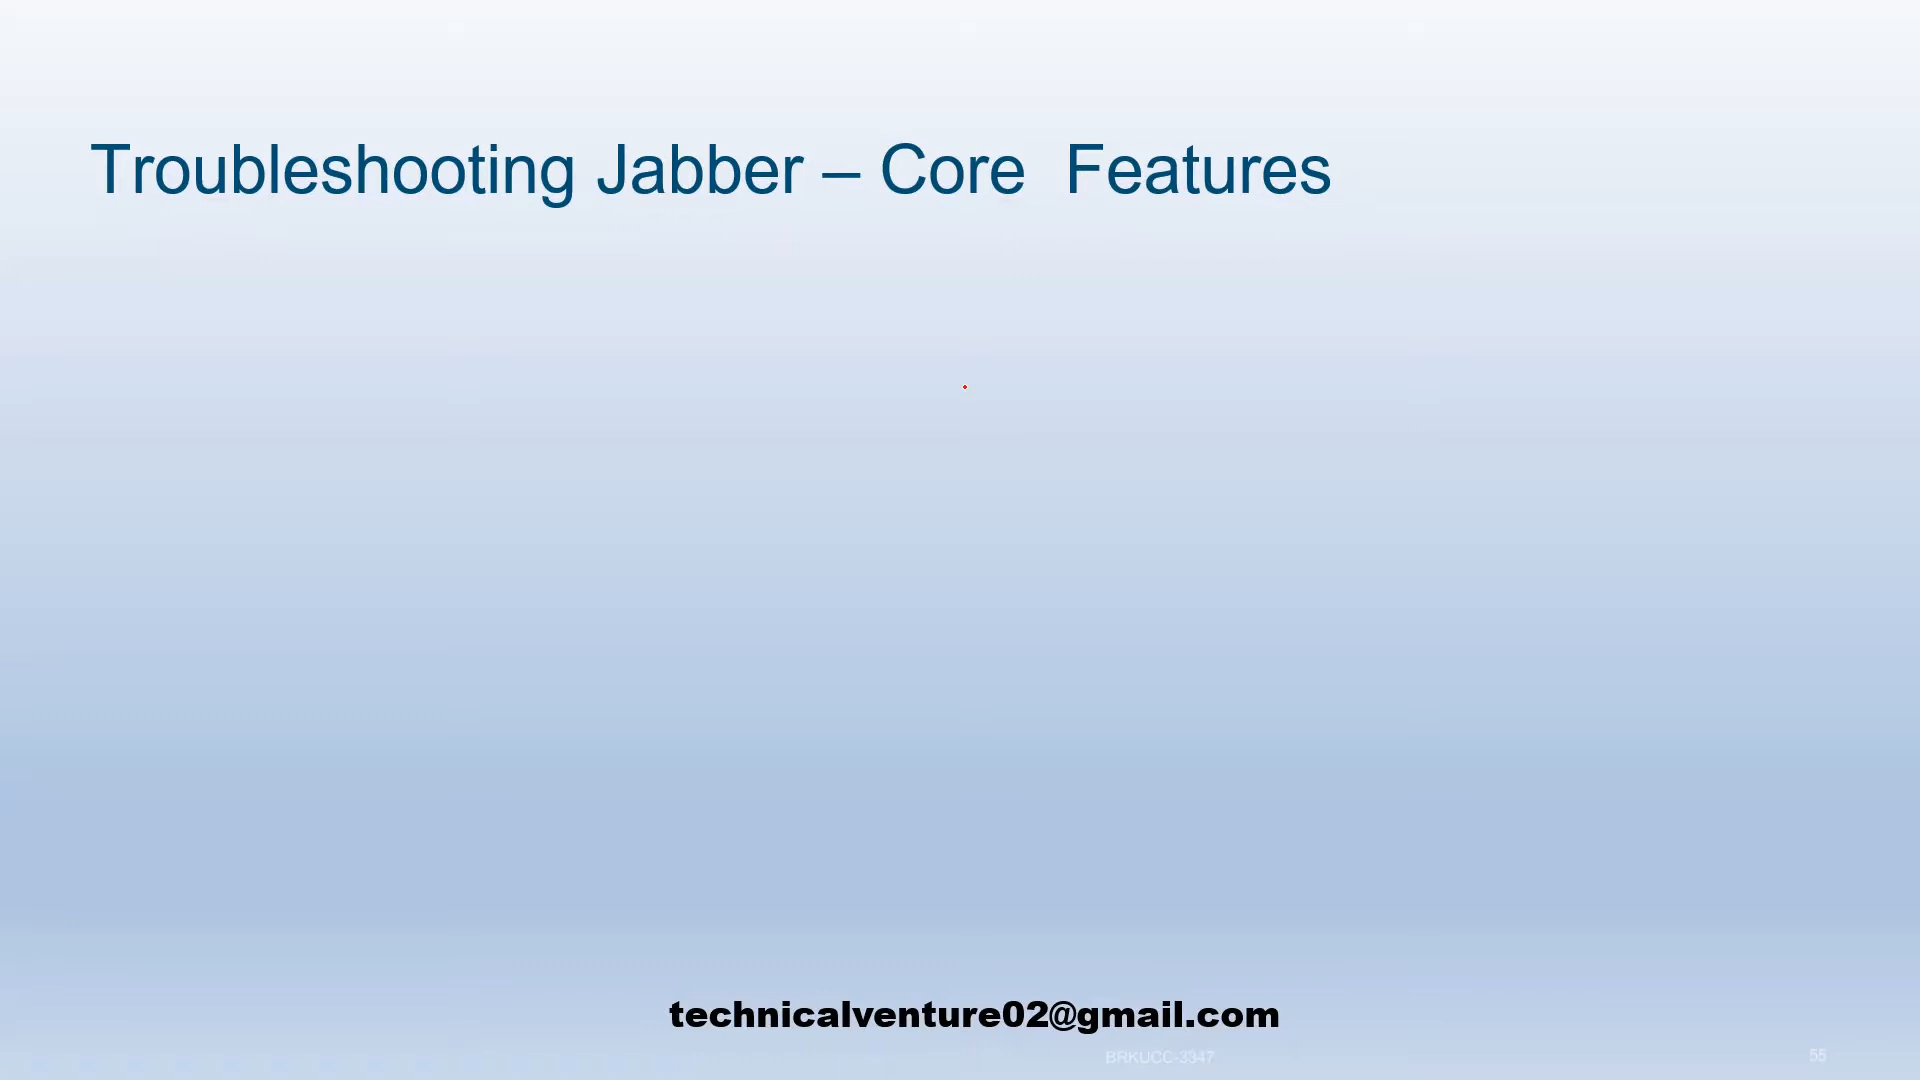 Troubleshooting Jabber – Core  Features
technicalventure02@gmail.com
BRKUCC-3347
55